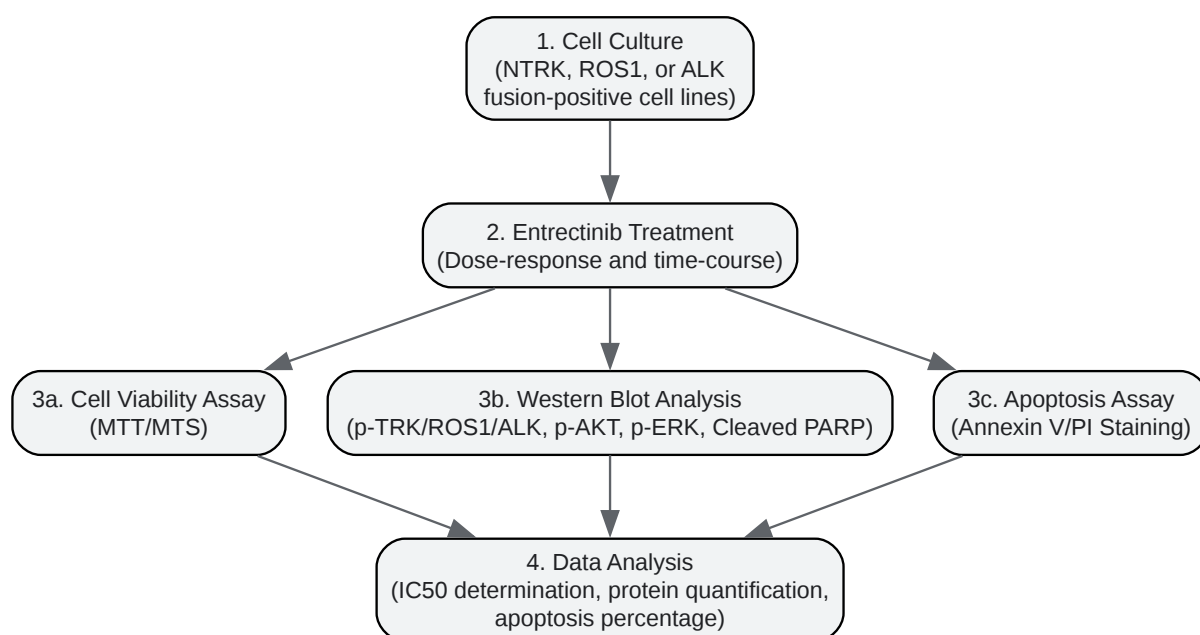 1. Cell Culture
(NTRK, ROS1, or ALK
fusion-positive cell lines)
2. Entrectinib Treatment
(Dose-response and time-course)
3a. Cell Viability Assay
(MTT/MTS)
3b. Western Blot Analysis
(p-TRK/ROS1/ALK, p-AKT, p-ERK, Cleaved PARP)
3c. Apoptosis Assay
(Annexin V/PI Staining)
4. Data Analysis
(IC50 determination, protein quantification,
apoptosis percentage)